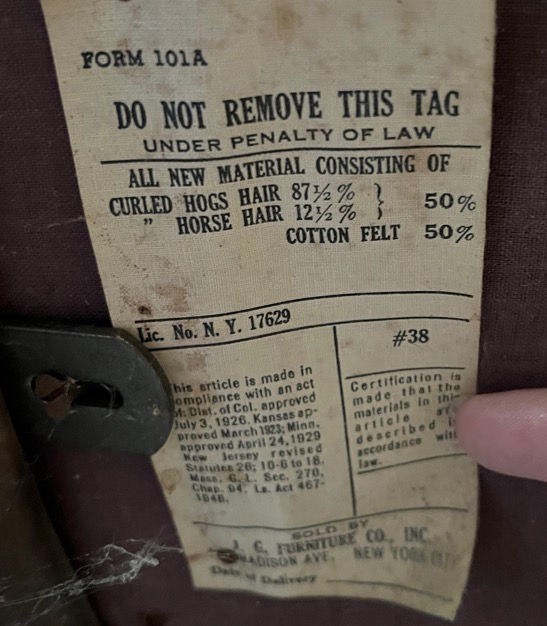 FORM 101A
DO NOT REMOVE THIS TAG
UNDER PENALTY OF LAW
ALL NEW MATERIAL CONSISTING OF
CURLED HOGS HAIR 87½% } 50%
” HORSE HAIR 12½% }
COTTON FELT 50%
Lic. No. N. Y. 17629
his article is made in
ompliance with an act
of Dist. of Col. approved
July 3, 1926. Kansas ap-
proved March 1923; Minn.
approved April 24, 1929
New Jersey revised
Statutes 26; 10-6 to 18.
Mass. G. L. Sec. 270,
Chap. 94. La. Act 467-
1948.
#38
Certification is
made that the
materials in this
article are
described in
accordance with
law.
SOLD BY
J. C. FURNITURE CO., INC.
MADISON AVE. NEW YORK CITY
Date of Delivery